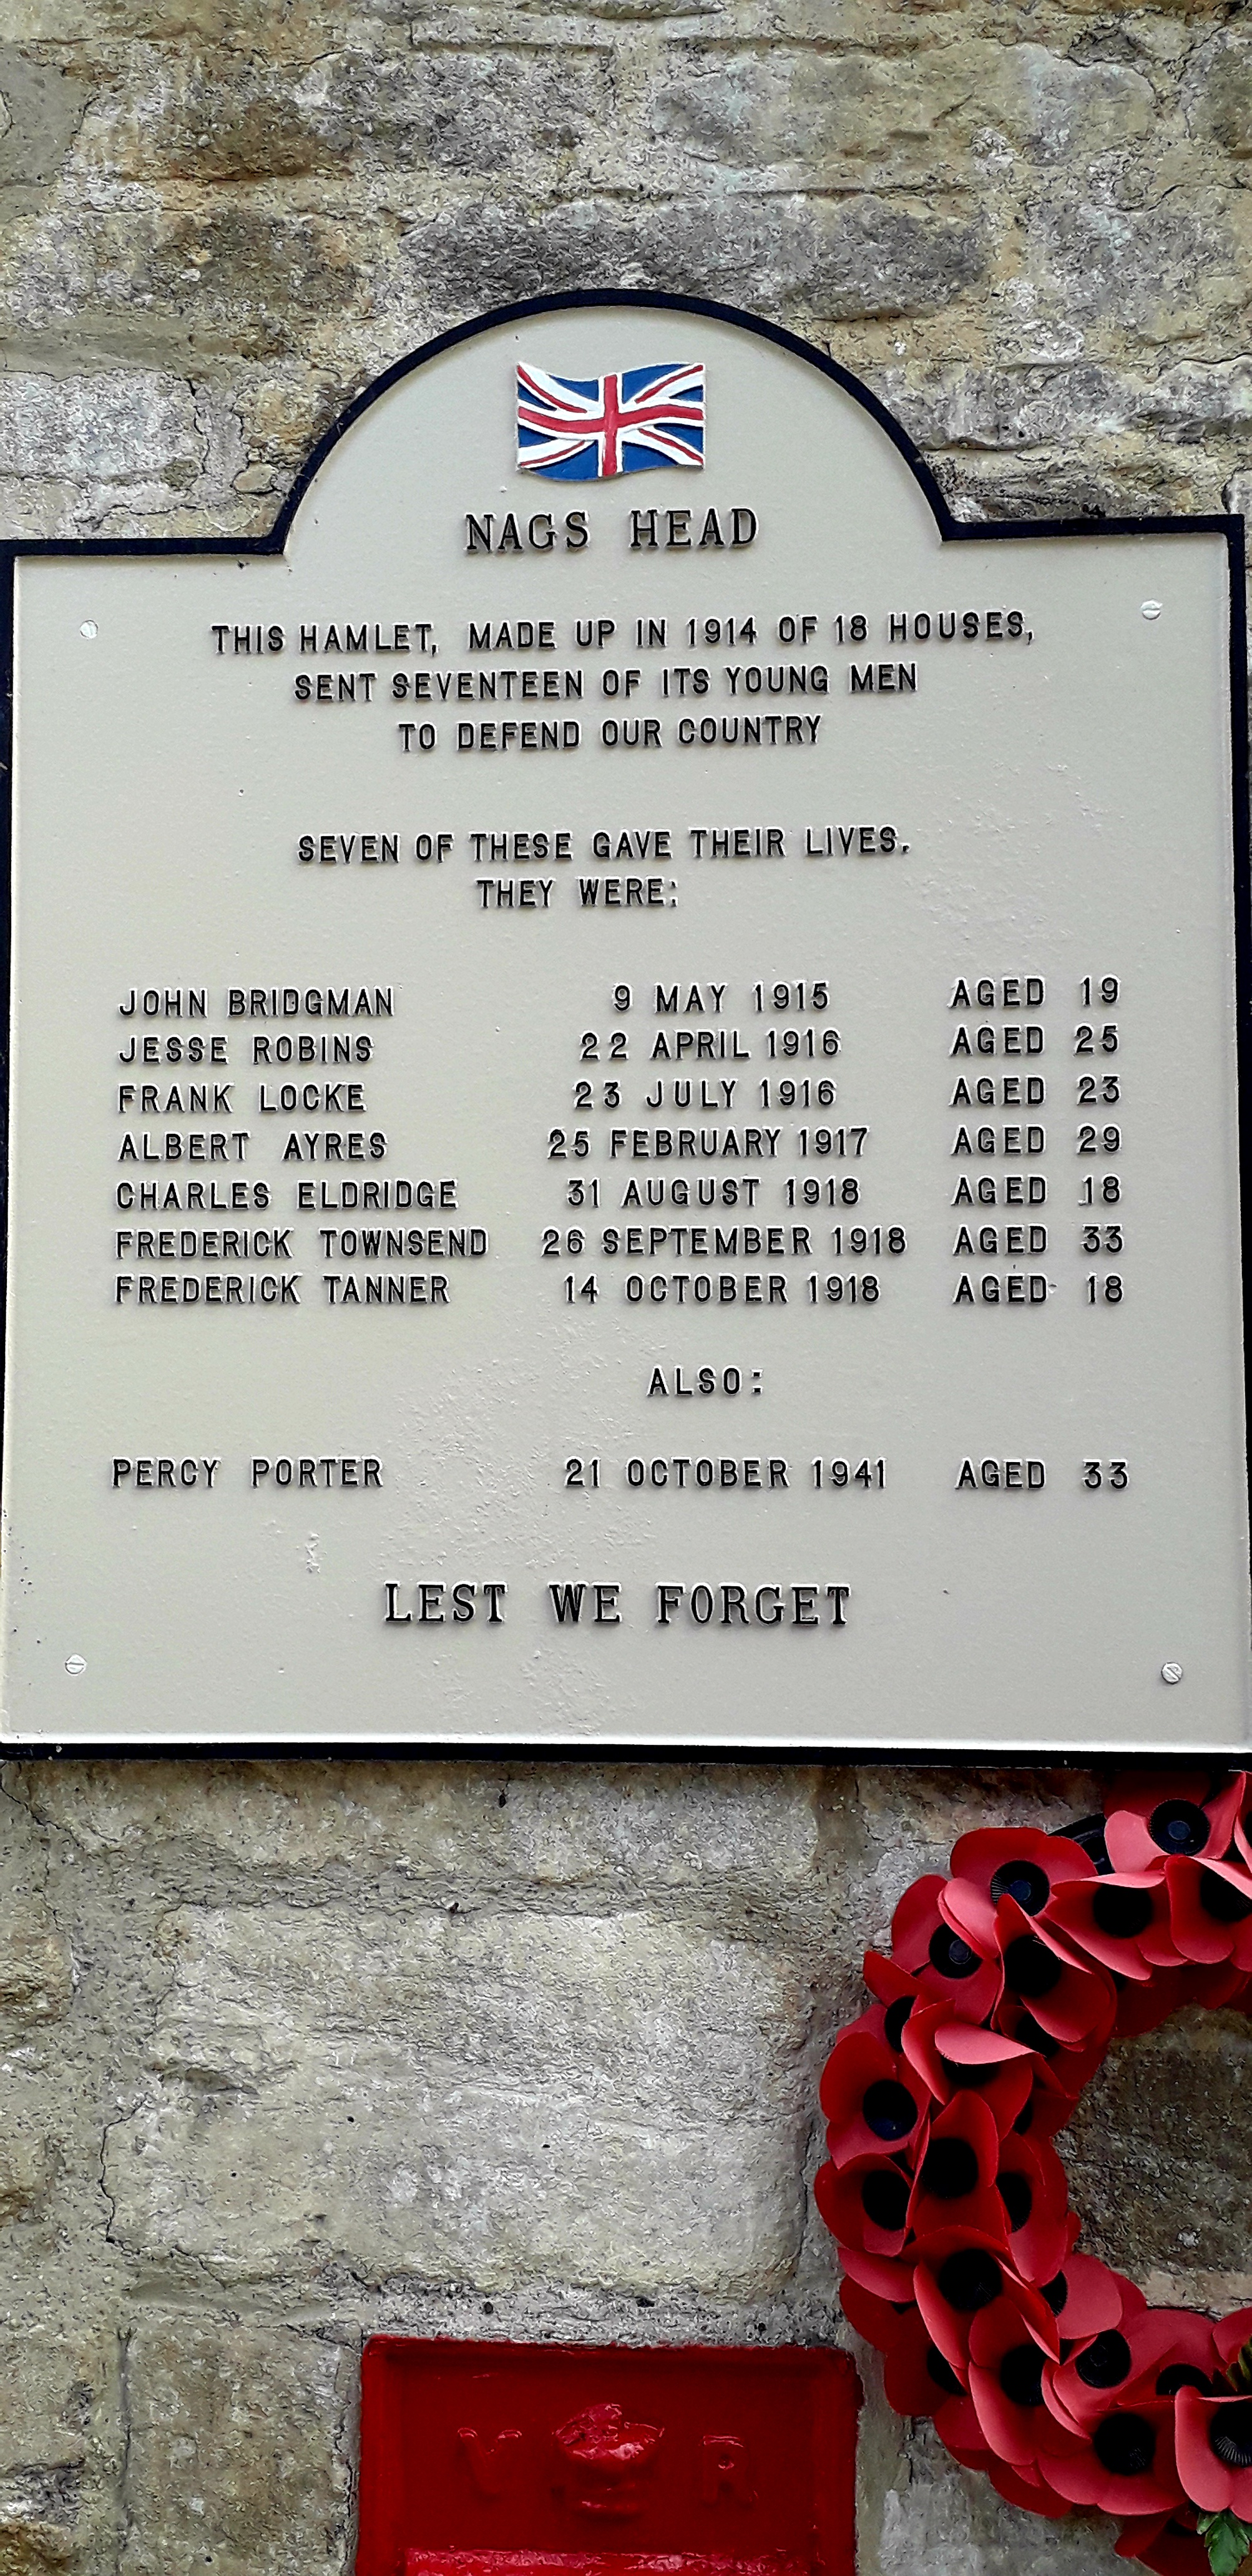 NAGS HEAD
THIS HAMLET, MADE UP IN 1914 OF 18 HOUSES,
SENT SEVENTEEN OF ITS YOUNG MEN
TO DEFEND OUR COUNTRY
SEVEN OF THESE GAVE THEIR LIVES.
THEY WERE:
JOHN BRIDGMAN 9 MAY 1915 AGED 19
JESSE ROBINS 22 APRIL 1916 AGED 25
FRANK LOCKE 23 JULY 1916 AGED 23
ALBERT AYRES 25 FEBRUARY 1917 AGED 29
CHARLES ELDRIDGE 31 AUGUST 1918 AGED 18
FREDERICK TOWNSEND 26 SEPTEMBER 1918 AGED 33
FREDERICK TANNER 14 OCTOBER 1918 AGED 18
ALSO:
PERCY PORTER 21 OCTOBER 1941 AGED 33
LEST WE FORGET
V R